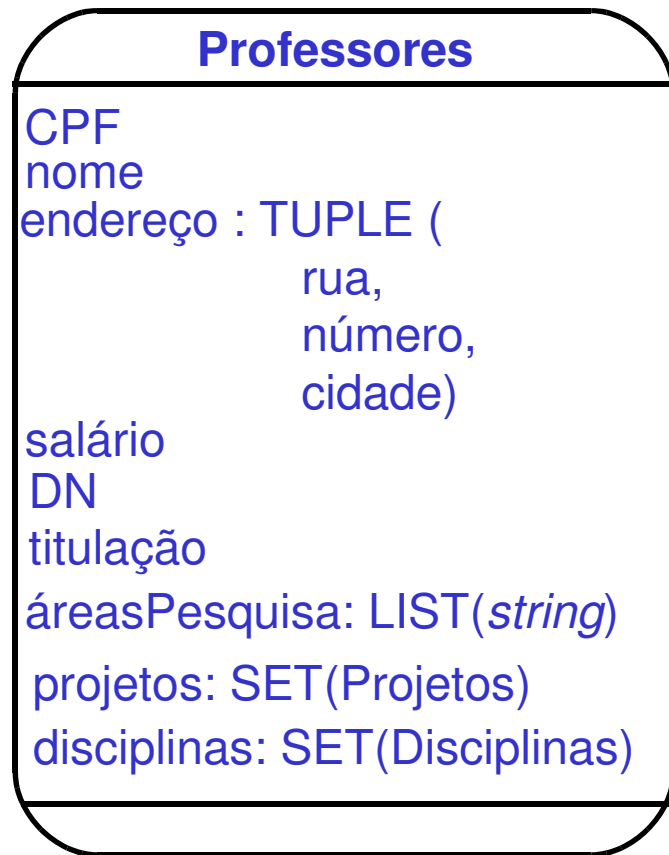 Professores
CPF
nome
endereço : TUPLE (
rua,
número,
cidade)
salário
DN
titulação
áreasPesquisa: LIST(string)
projetos: SET(Projetos)
disciplinas: SET(Disciplinas)